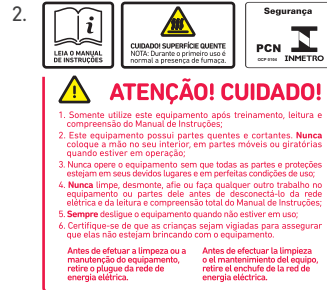 2.
LEIA O MANUAL
DE INSTRUÇÕES
CUIDADO! SUPERFÍCIE QUENTE
NOTA: Durante o primeiro uso é
normal a presença de fumaça.
Segurança
PCN
OCP 0104
INMETRO
ATENÇÃO! CUIDADO!
1. Somente utilize este equipamento após treinamento, leitura e
compreensão do Manual de Instruções;
2. Este equipamento possui partes quentes e cortantes. Nunca
coloque a mão no seu interior, em partes móveis ou giratórias
quando estiver em operação;
3. Nunca opere o equipamento sem que todas as partes e proteções
estejam em seus devidos lugares e em perfeitas condições de uso;
4. Nunca limpe, desmonte, afie ou faça qualquer outro trabalho no
equipamento ou partes dele antes de desconectá-lo da rede
elétrica e da leitura e compreensão total do Manual de Instruções;
5. Sempre desligue o equipamento quando não estiver em uso;
6. Certifique-se de que as crianças sejam vigiadas para assegurar
que elas não estejam brincando com o equipamento.
Antes de efetuar a limpeza ou a
manutenção do equipamento,
retire o plugue da rede de
energia elétrica.
Antes de efectuar la limpieza
o el mantenimiento del equipo,
retire el enchufe de la red de
energia eléctrica.